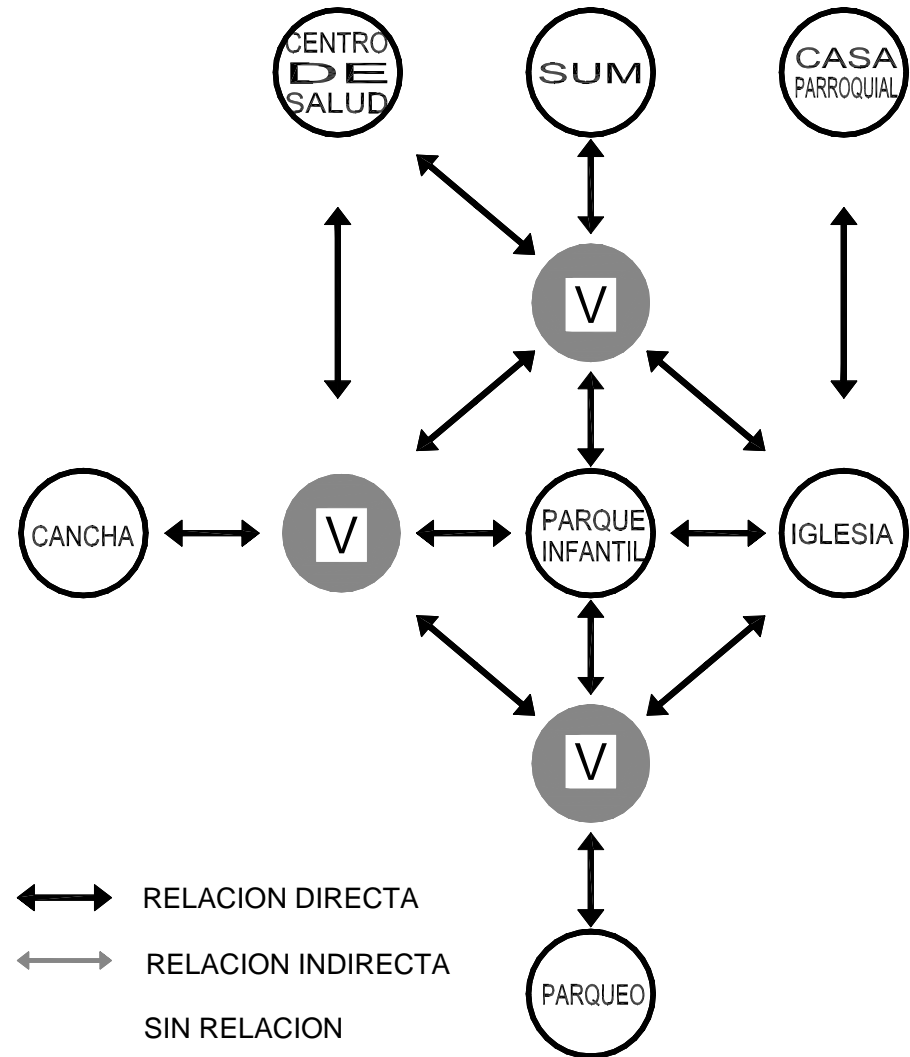 CENTRO
DE
SALUD
SUM
CASA
PARROQUIAL
V
CANCHA
V
PARQUE
INFANTIL
IGLESIA
V
RELACION DIRECTA
RELACION INDIRECTA
SIN RELACION
PARQUEO